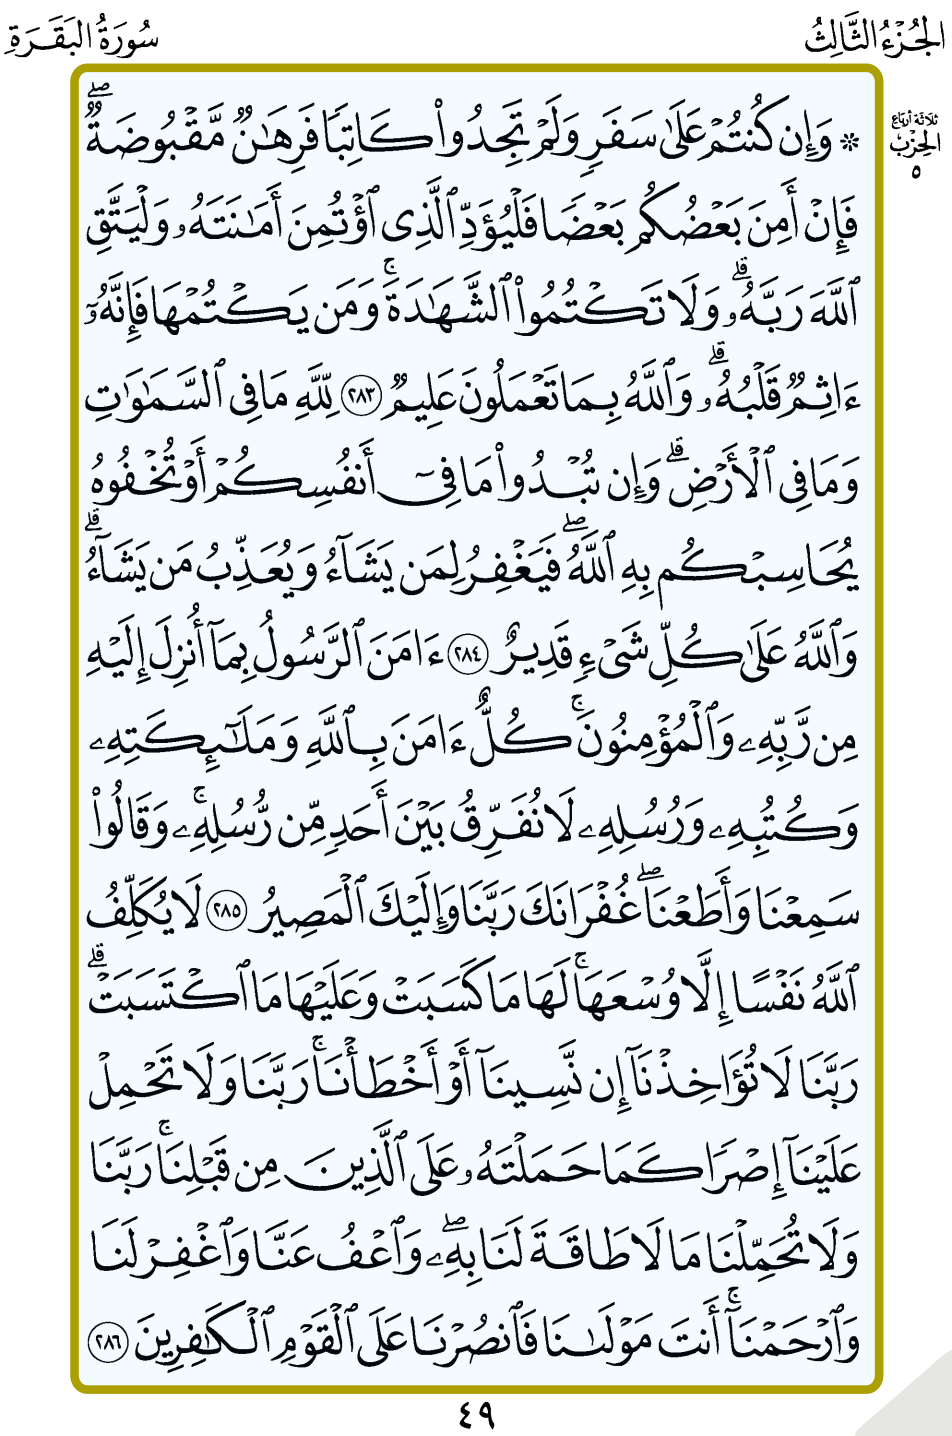 الجُزْءُ الثَّالِثُ
سُورَةُ البَقَرَةِ
ثلاثة أرباع
الحِزْب
٥
۞ وَإِن كُنتُمْ عَلَىٰ سَفَرٍ وَلَمْ تَجِدُوا۟ كَاتِبًا فَرِهَـٰنٌ مَّقْبُوضَةٌ ۖ
فَإِنْ أَمِنَ بَعْضُكُم بَعْضًا فَلْيُؤَدِّ ٱلَّذِى ٱؤْتُمِنَ أَمَـٰنَتَهُۥ وَلْيَتَّقِ
ٱللَّهَ رَبَّهُۥ ۗ وَلَا تَكْتُمُوا۟ ٱلشَّهَـٰدَةَ ۚ وَمَن يَكْتُمْهَا فَإِنَّهُۥٓ
ءَاثِمٌ قَلْبُهُۥ ۗ وَٱللَّهُ بِمَا تَعْمَلُونَ عَلِيمٌ ٢٨٣ لِّلَّهِ مَا فِى ٱلسَّمَـٰوَٰتِ
وَمَا فِى ٱلْأَرْضِ ۗ وَإِن تُبْدُوا۟ مَا فِىٓ أَنفُسِكُمْ أَوْ تُخْفُوهُ
يُحَاسِبْكُم بِهِ ٱللَّهُ ۖ فَيَغْفِرُ لِمَن يَشَآءُ وَيُعَذِّبُ مَن يَشَآءُ ۗ
وَٱللَّهُ عَلَىٰ كُلِّ شَىْءٍ قَدِيرٌ ٢٨٤ ءَامَنَ ٱلرَّسُولُ بِمَآ أُنزِلَ إِلَيْهِ
مِن رَّبِّهِۦ وَٱلْمُؤْمِنُونَ ۚ كُلٌّ ءَامَنَ بِٱللَّهِ وَمَلَـٰٓئِكَتِهِۦ
وَكُتُبِهِۦ وَرُسُلِهِۦ لَا نُفَرِّقُ بَيْنَ أَحَدٍ مِّن رُّسُلِهِۦ ۚ وَقَالُوا۟
سَمِعْنَا وَأَطَعْنَا ۖ غُفْرَانَكَ رَبَّنَا وَإِلَيْكَ ٱلْمَصِيرُ ٢٨٥ لَا يُكَلِّفُ
ٱللَّهُ نَفْسًا إِلَّا وُسْعَهَا ۚ لَهَا مَا كَسَبَتْ وَعَلَيْهَا مَا ٱكْتَسَبَتْ ۗ
رَبَّنَا لَا تُؤَاخِذْنَآ إِن نَّسِينَآ أَوْ أَخْطَأْنَا ۚ رَبَّنَا وَلَا تَحْمِلْ
عَلَيْنَآ إِصْرًا كَمَا حَمَلْتَهُۥ عَلَى ٱلَّذِينَ مِن قَبْلِنَا ۚ رَبَّنَا
وَلَا تُحَمِّلْنَا مَا لَا طَاقَةَ لَنَا بِهِۦ ۖ وَٱعْفُ عَنَّا وَٱغْفِرْ لَنَا
وَٱرْحَمْنَآ ۚ أَنتَ مَوْلَىٰنَا فَٱنصُرْنَا عَلَى ٱلْقَوْمِ ٱلْكَـٰفِرِينَ ٢٨٦
٤٩